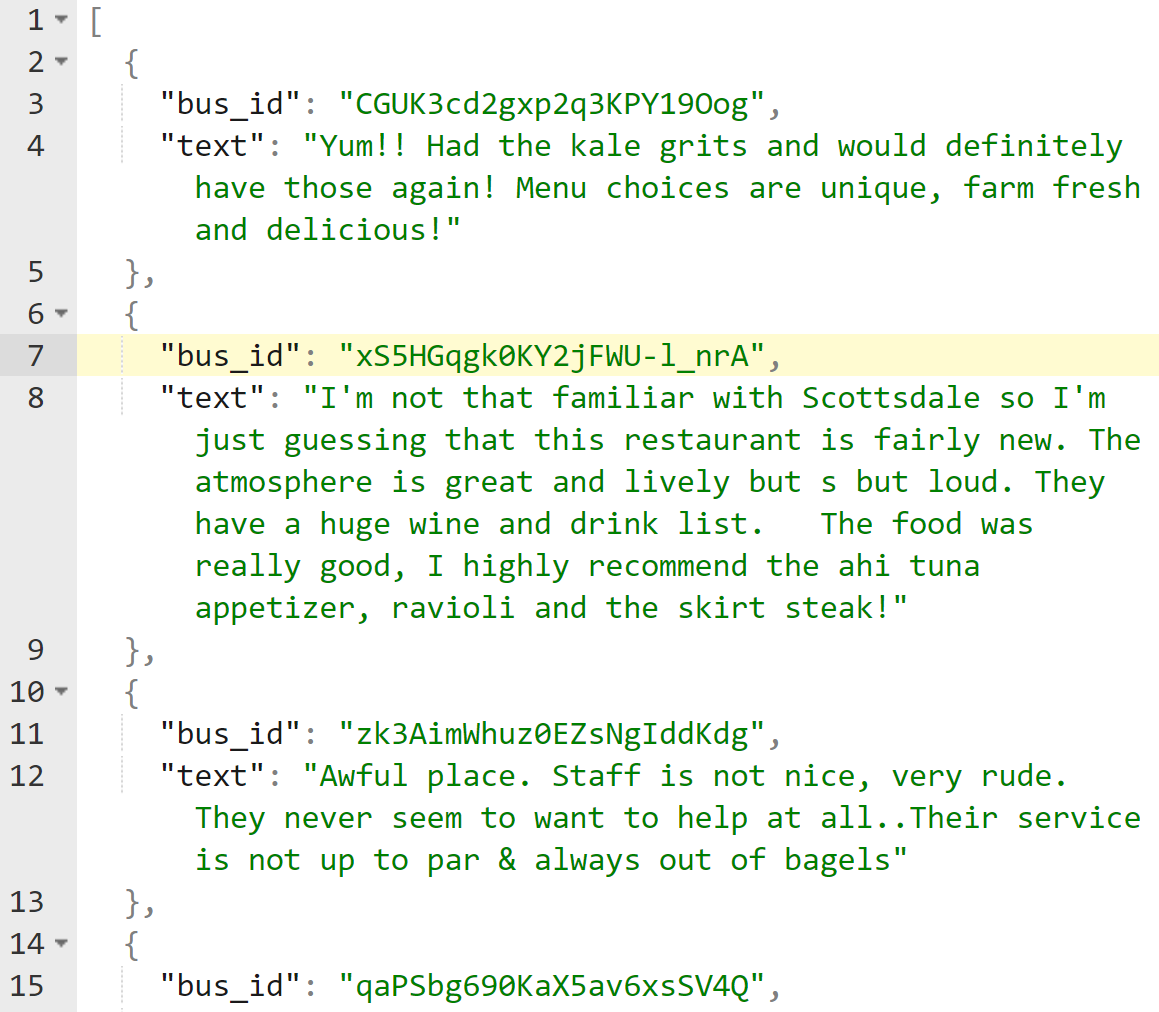 1 [
2 {
3 "bus_id": "CGUK3cd2gxp2q3KPY19Oog",
4 "text": "Yum!! Had the kale grits and would definitely
have those again! Menu choices are unique, farm fresh
and delicious!"
5 },
6 {
7 "bus_id": "xS5HGqgk0KY2jFWU-l_nrA",
8 "text": "I'm not that familiar with Scottsdale so I'm
just guessing that this restaurant is fairly new. The
atmosphere is great and lively but s but loud. They
have a huge wine and drink list.   The food was
really good, I highly recommend the ahi tuna
appetizer, ravioli and the skirt steak!"
9 },
10 {
11 "bus_id": "zk3AimWhuz0EZsNgIddKdg",
12 "text": "Awful place. Staff is not nice, very rude.
They never seem to want to help at all..Their service
is not up to par & always out of bagels"
13 },
14 {
15 "bus_id": "qaPSbg690KaX5av6xsSV4Q",